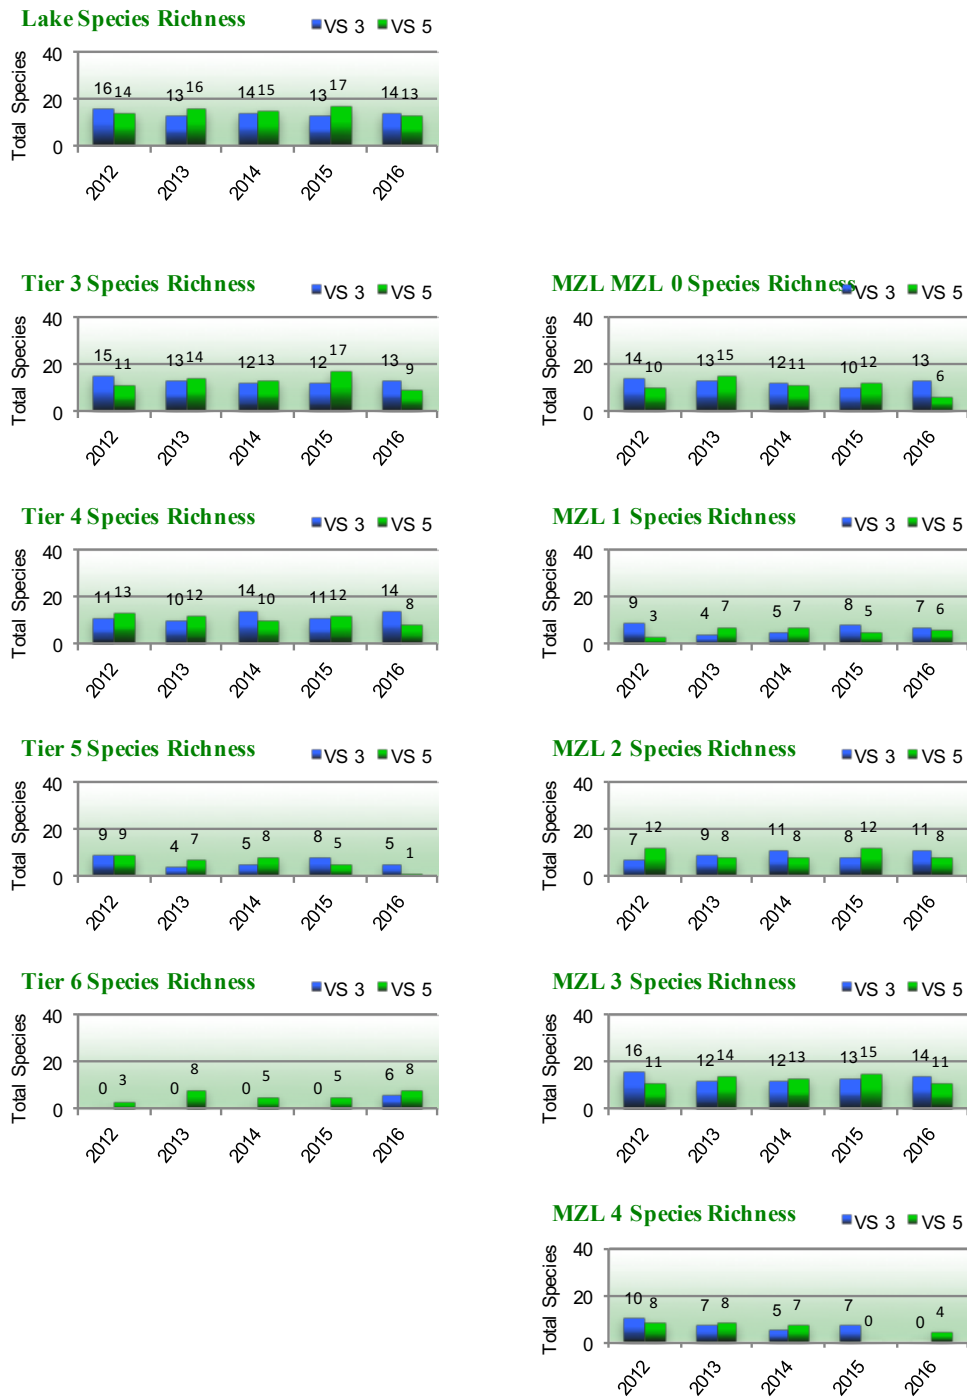 Lake Species Richness
VS 3 VS 5
Total Species
40
20
0
16 14 13 16 14 15 13 17 14 13
2012 2013 2014 2015 2016
Tier 3 Species Richness
VS 3 VS 5
Total Species
40
20
0
15 11 13 14 12 13 12 17 13 9
2012 2013 2014 2015 2016
MZL MZL 0 Species Richness
VS 3 VS 5
Total Species
40
20
0
14 10 13 15 12 11 10 12 13 6
2012 2013 2014 2015 2016
Tier 4 Species Richness
VS 3 VS 5
Total Species
40
20
0
11 13 10 12 14 10 11 12 14 8
2012 2013 2014 2015 2016
MZL 1 Species Richness
VS 3 VS 5
Total Species
40
20
0
9 3 4 7 5 7 8 5 7 6
2012 2013 2014 2015 2016
Tier 5 Species Richness
VS 3 VS 5
Total Species
40
20
0
9 9 4 7 5 8 8 5 5 1
2012 2013 2014 2015 2016
MZL 2 Species Richness
VS 3 VS 5
Total Species
40
20
0
7 12 9 8 11 8 8 12 11 8
2012 2013 2014 2015 2016
Tier 6 Species Richness
VS 3 VS 5
Total Species
40
20
0
0 3 0 8 0 5 0 5 6 8
2012 2013 2014 2015 2016
MZL 3 Species Richness
VS 3 VS 5
Total Species
40
20
0
16 11 12 14 12 13 13 15 14 11
2012 2013 2014 2015 2016
MZL 4 Species Richness
VS 3 VS 5
Total Species
40
20
0
10 8 7 8 5 7 7 0 0 4
2012 2013 2014 2015 2016